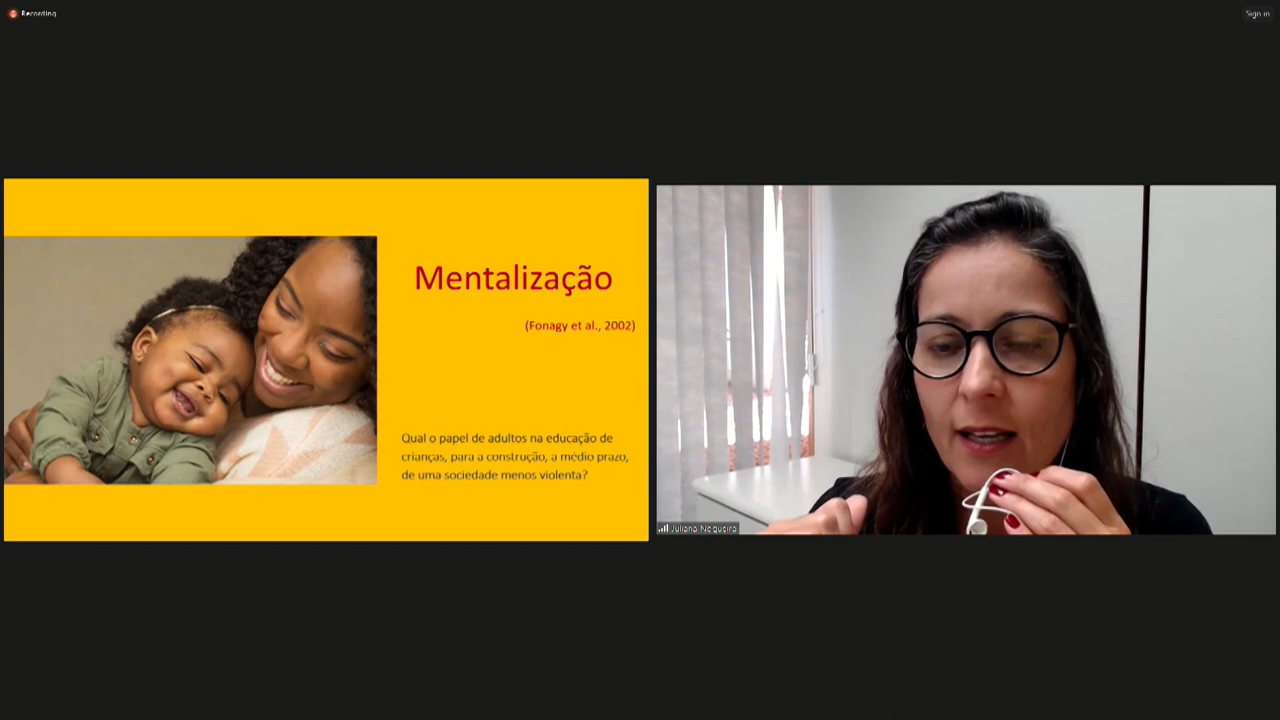 Recording
Sign in
Mentalização
(Fonagy et al., 2002)
Qual o papel de adultos na educação de
crianças, para a construção, a médio prazo,
de uma sociedade menos violenta?
Juliana Nogueira